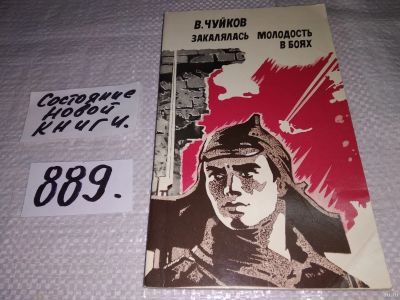 В. ЧУЙКОВ
ЗАКАЛЯЛАСЬ МОЛОДОСТЬ
В БОЯХ
Состояние
новой
книги.
889.